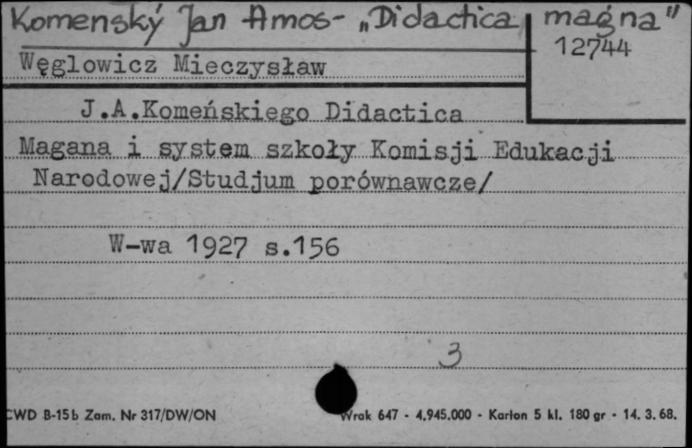 Komenský Jan Amos - „Didactica magna"
12744
Węglowicz Mieczysław
J.A.Komeńskiego Didactica
Magana i system szkoły Komisji Edukacji
Narodowej/Studjum porównawcze/
W-wa 1927 s.156
3
CWD B-15b Zam. Nr 317/DW/ON Wrak 647 - 4.945.000 - Karton 5 kl. 180 gr - 14. 3. 68.